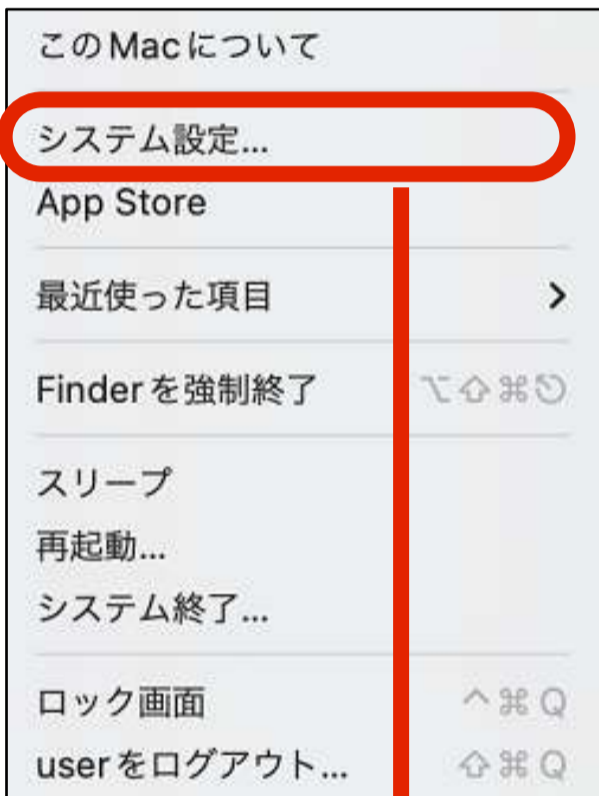 このMacについて
システム設定...
App Store
最近使った項目 >
Finderを強制終了 ⌥⇧⌘⎋
スリープ
再起動...
システム終了...
ロック画面 ^⌘Q
userをログアウト... ⇧⌘Q